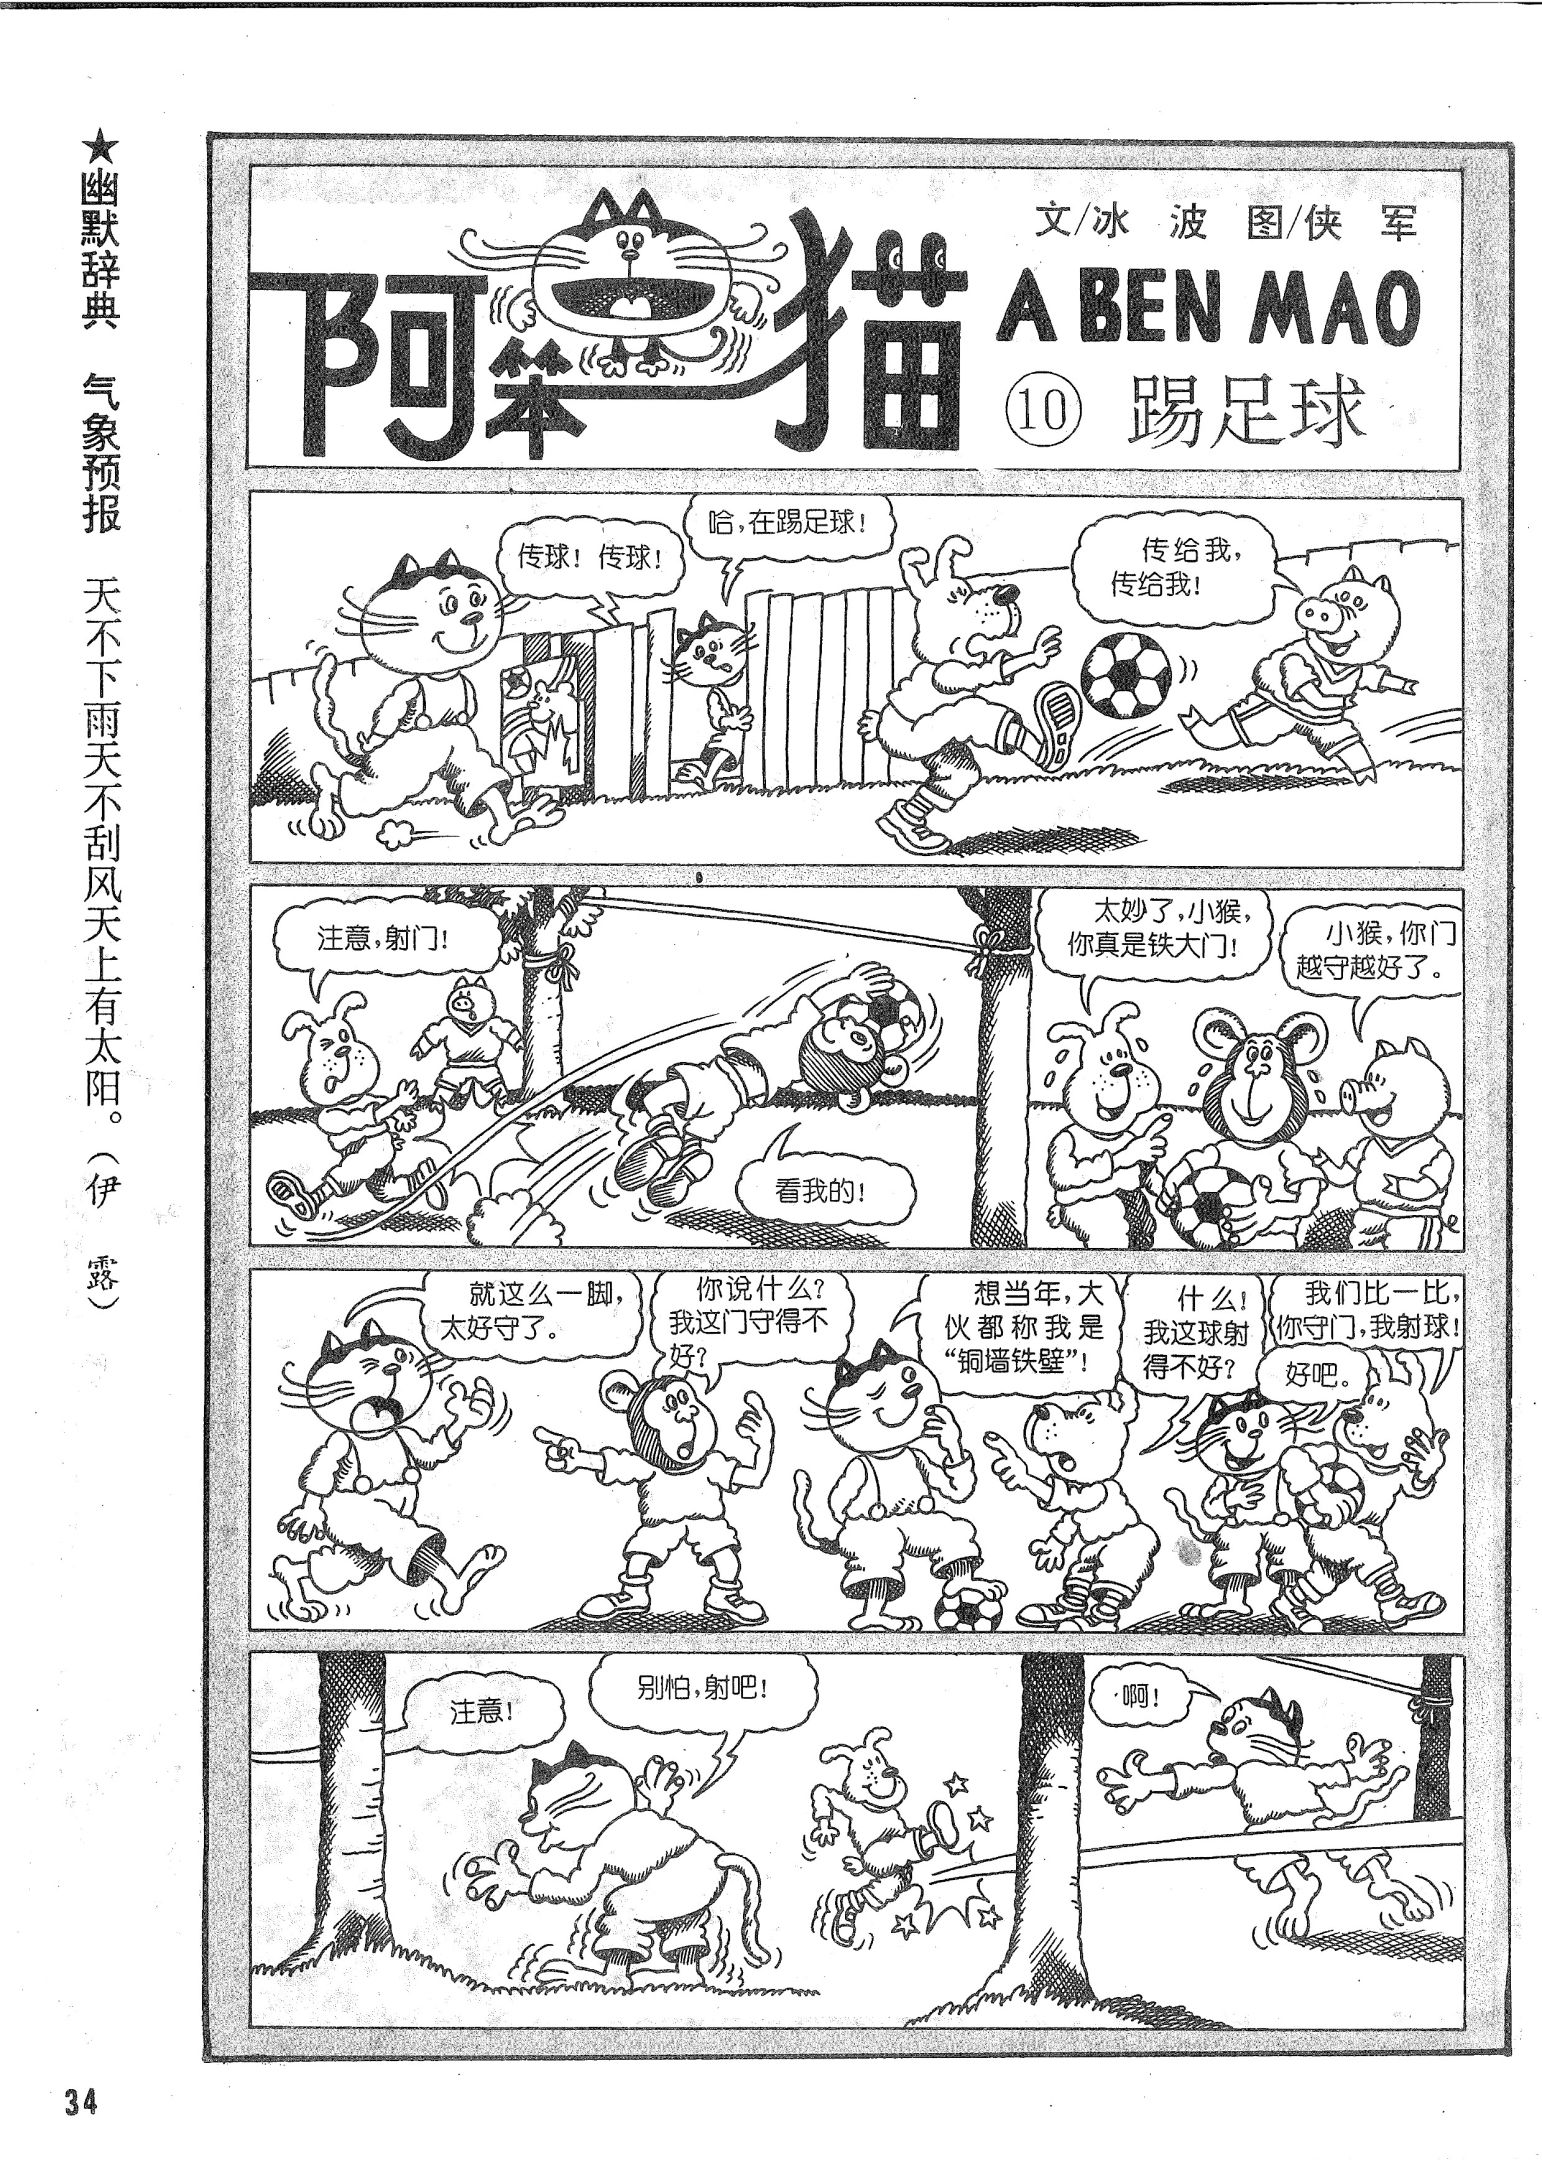 ★幽默辞典 气象预报 天不下雨天不刮风天上有太阳。（伊 露）
文/冰 波 图/侠 军
阿笨猫
A BEN MAO
⑩ 踢足球
传球！传球！
哈，在踢足球！
传给我，
传给我！
注意，射门！
看我的！
太妙了，小猴，
你真是铁大门！
小猴，你门
越守越好了。
就这么一脚，
太好守了。
你说什么？
我这门守得不
好？
想当年，大
伙都称我是
“铜墙铁壁”！
什么！
我这球射
得不好？
我们比一比，
你守门，我射球！
好吧。
注意！
别怕，射吧！
啊！
34